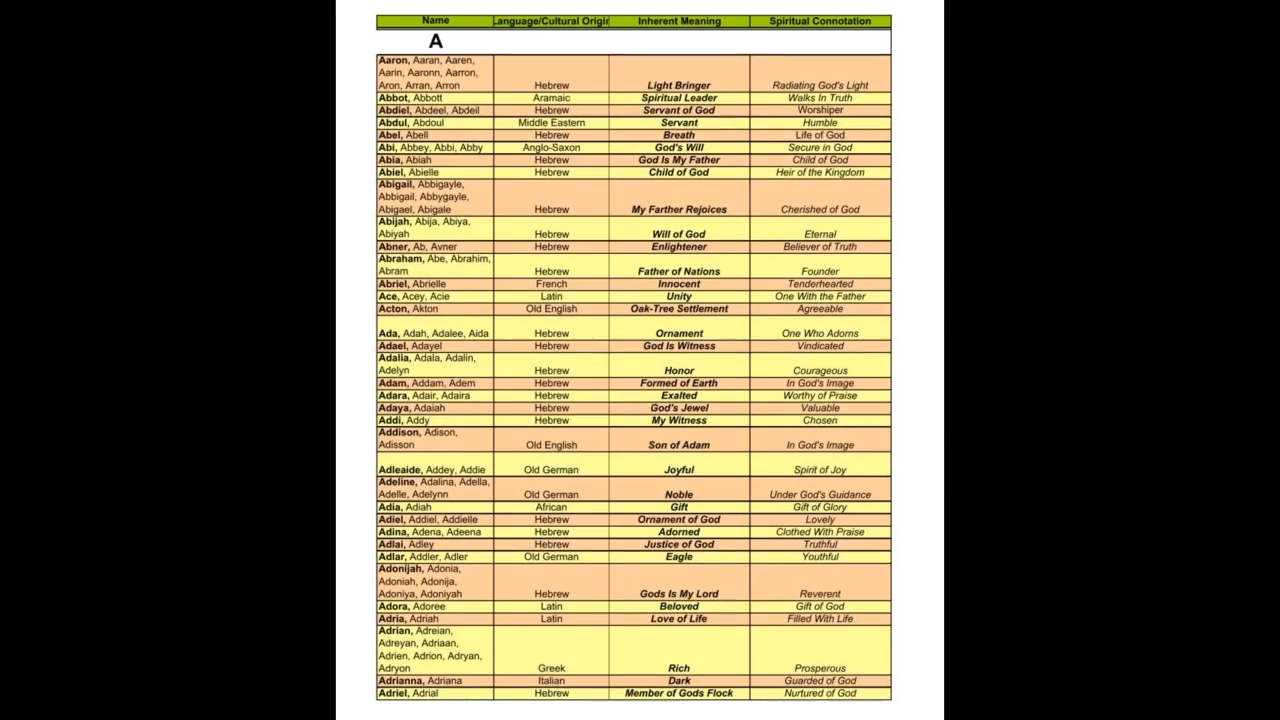 Name Language/Cultural Origin Inherent Meaning Spiritual Connotation
A
Aaron, Aaran, Aaren,
Aarin, Aaronn, Aarron,
Aron, Arran, Arron Hebrew Light Bringer Radiating God's Light
Abbot, Abbott Aramaic Spiritual Leader Walks In Truth
Abdiel, Abdeel, Abdeil Hebrew Servant of God Worshiper
Abdul, Abdoul Middle Eastern Servant Humble
Abel, Abell Hebrew Breath Life of God
Abi, Abbey, Abbi, Abby Anglo-Saxon God's Will Secure in God
Abia, Abiah Hebrew God Is My Father Child of God
Abiel, Abielle Hebrew Child of God Heir of the Kingdom
Abigail, Abbigayle,
Abbigail, Abbygayle,
Abigael, Abigale Hebrew My Farther Rejoices Cherished of God
Abijah, Abija, Abiya,
Abiyah Hebrew Will of God Eternal
Abner, Ab, Avner Hebrew Enlightener Believer of Truth
Abraham, Abe, Abrahim,
Abram Hebrew Father of Nations Founder
Abriel, Abrielle French Innocent Tenderhearted
Ace, Acey, Acie Latin Unity One With the Father
Acton, Akton Old English Oak-Tree Settlement Agreeable
Ada, Adah, Adalee, Aida Hebrew Ornament One Who Adorns
Adael, Adayel Hebrew God Is Witness Vindicated
Adalia, Adala, Adalin,
Adelyn Hebrew Honor Courageous
Adam, Addam, Adem Hebrew Formed of Earth In God's Image
Adara, Adair, Adaira Hebrew Exalted Worthy of Praise
Adaya, Adaiah Hebrew God's Jewel Valuable
Addi, Addy Hebrew My Witness Chosen
Addison, Adison,
Adisson Old English Son of Adam In God's Image
Adleaide, Addey, Addie Old German Joyful Spirit of Joy
Adeline, Adalina, Adella,
Adelle, Adelynn Old German Noble Under God's Guidance
Adia, Adiah African Gift Gift of Glory
Adiel, Addiel, Addielle Hebrew Ornament of God Lovely
Adina, Adena, Adeena Hebrew Adorned Clothed With Praise
Adlai, Adley Hebrew Justice of God Truthful
Adlar, Addler, Adler Old German Eagle Youthful
Adonijah, Adonia,
Adoniah, Adonija,
Adoniya, Adoniyah Hebrew Gods Is My Lord Reverent
Adora, Adoree Latin Beloved Gift of God
Adria, Adriah Latin Love of Life Filled With Life
Adrian, Adreian,
Adreyan, Adriaan,
Adrien, Adrion, Adryan,
Adryon Greek Rich Prosperous
Adrianna, Adriana Italian Dark Guarded of God
Adriel, Adrial Hebrew Member of Gods Flock Nurtured of God